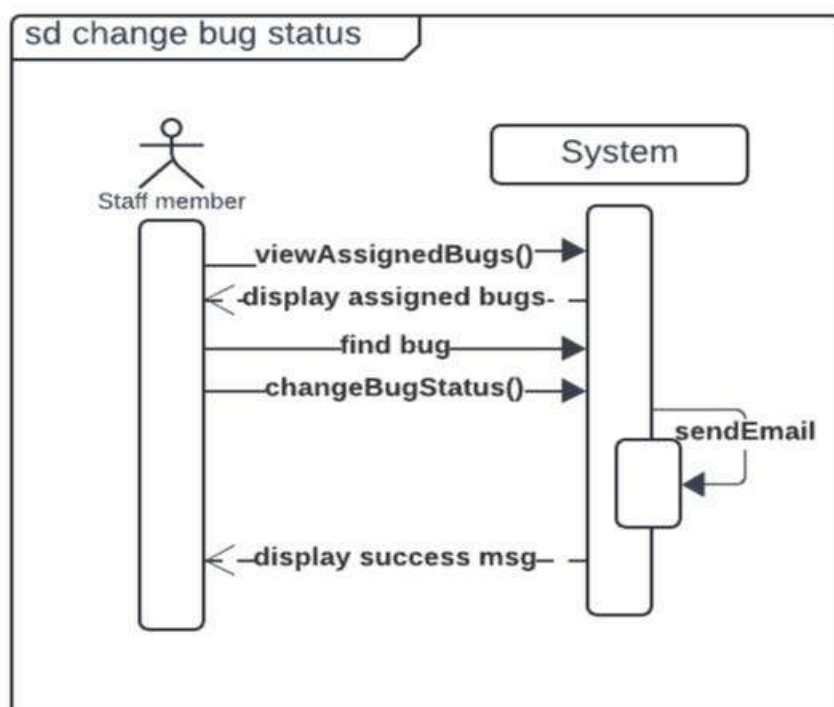 sd change bug status
System
Staff member
viewAssignedBugs()
display assigned bugs
find bug
changeBugStatus()
sendEmail
display success msg